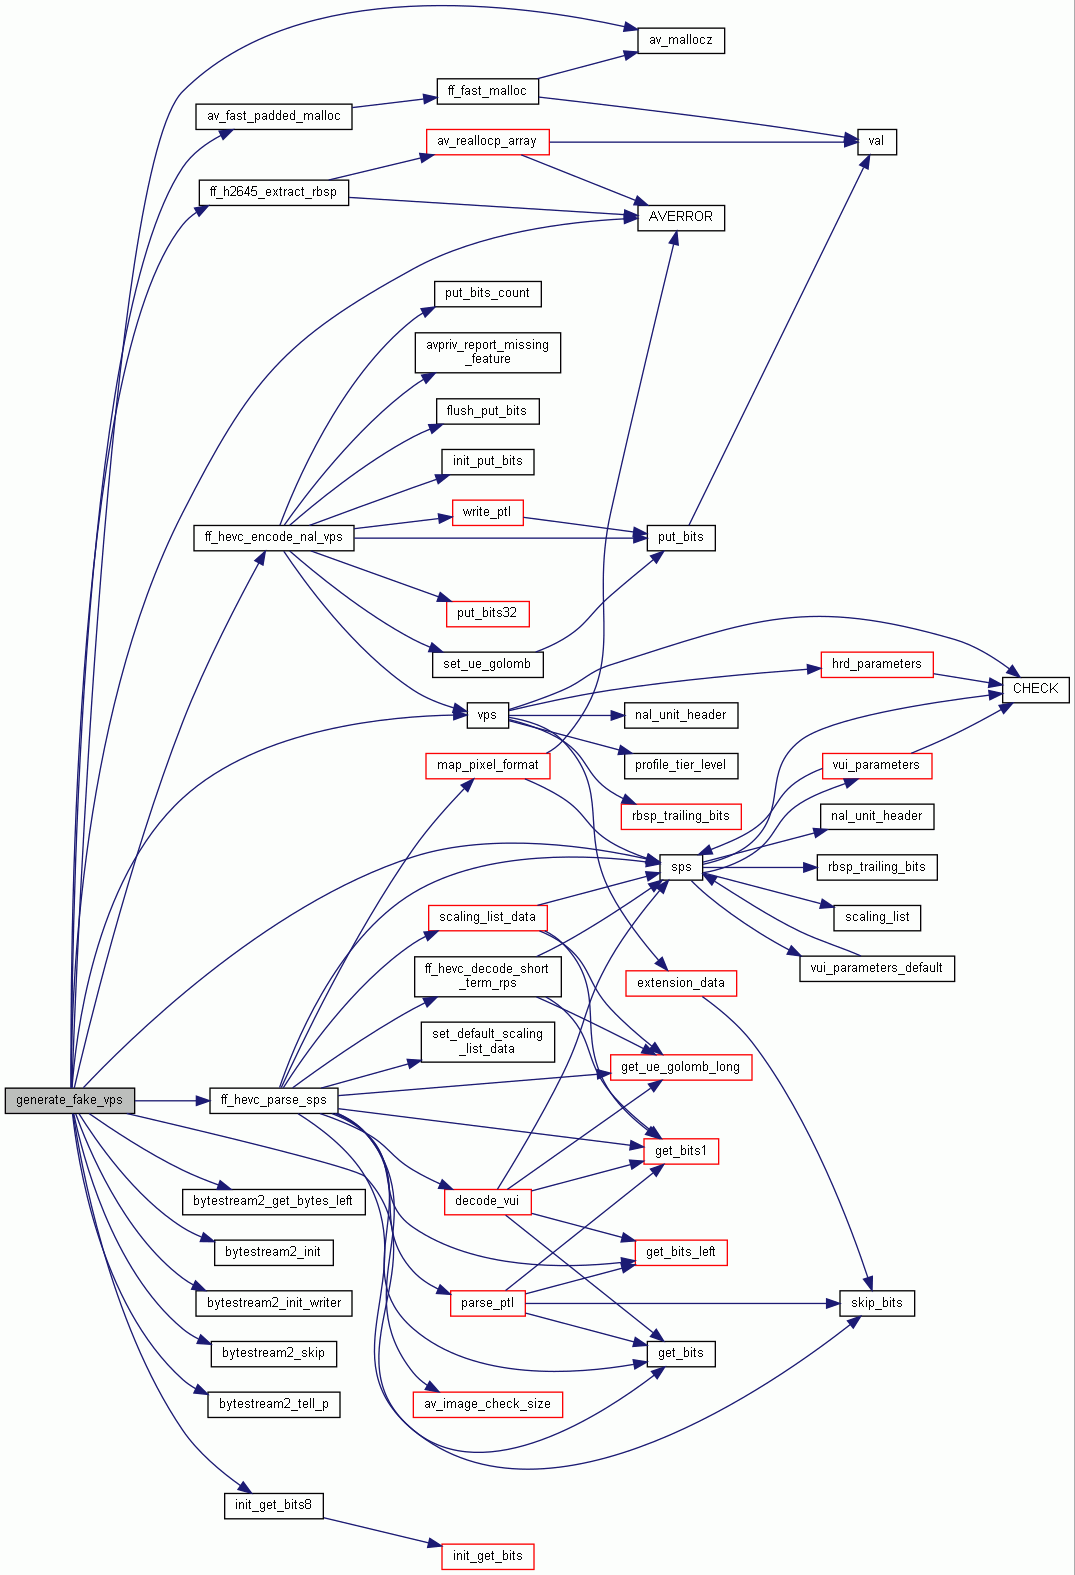 av_mallocz
ff_fast_malloc
av_fast_padded_malloc
av_reallocp_array
val
ff_h2645_extract_rbsp
AVERROR
put_bits_count
avpriv_report_missing
_feature
flush_put_bits
init_put_bits
write_ptl
ff_hevc_encode_nal_vps
put_bits
put_bits32
set_ue_golomb
hrd_parameters
CHECK
vps
nal_unit_header
map_pixel_format
profile_tier_level
vui_parameters
rbsp_trailing_bits
nal_unit_header
sps
rbsp_trailing_bits
scaling_list_data
scaling_list
ff_hevc_decode_short
_term_rps
vui_parameters_default
extension_data
set_default_scaling
_list_data
get_ue_golomb_long
generate_fake_vps
ff_hevc_parse_sps
get_bits1
bytestream2_get_bytes_left
decode_vui
bytestream2_init
get_bits_left
bytestream2_init_writer
parse_ptl
skip_bits
bytestream2_skip
get_bits
bytestream2_tell_p
av_image_check_size
init_get_bits8
init_get_bits